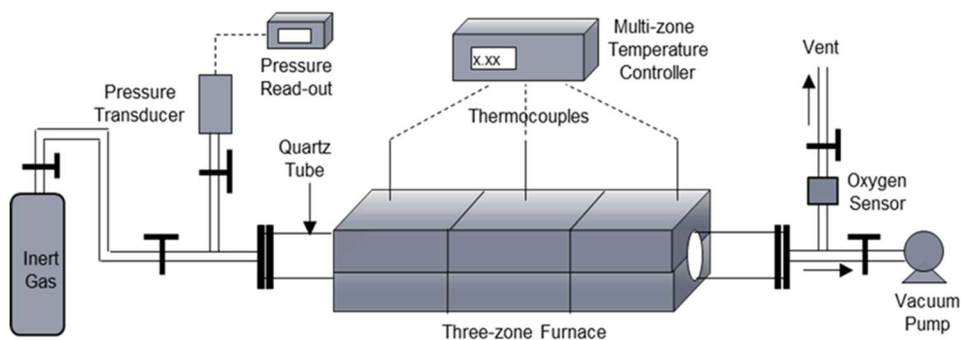 Pressure
Read-out
Multi-zone
Temperature
Controller
x.xx
Vent
Pressure
Transducer
Thermocouples
Quartz
Tube
Oxygen
Sensor
Inert
Gas
Three-zone Furnace
Vacuum
Pump